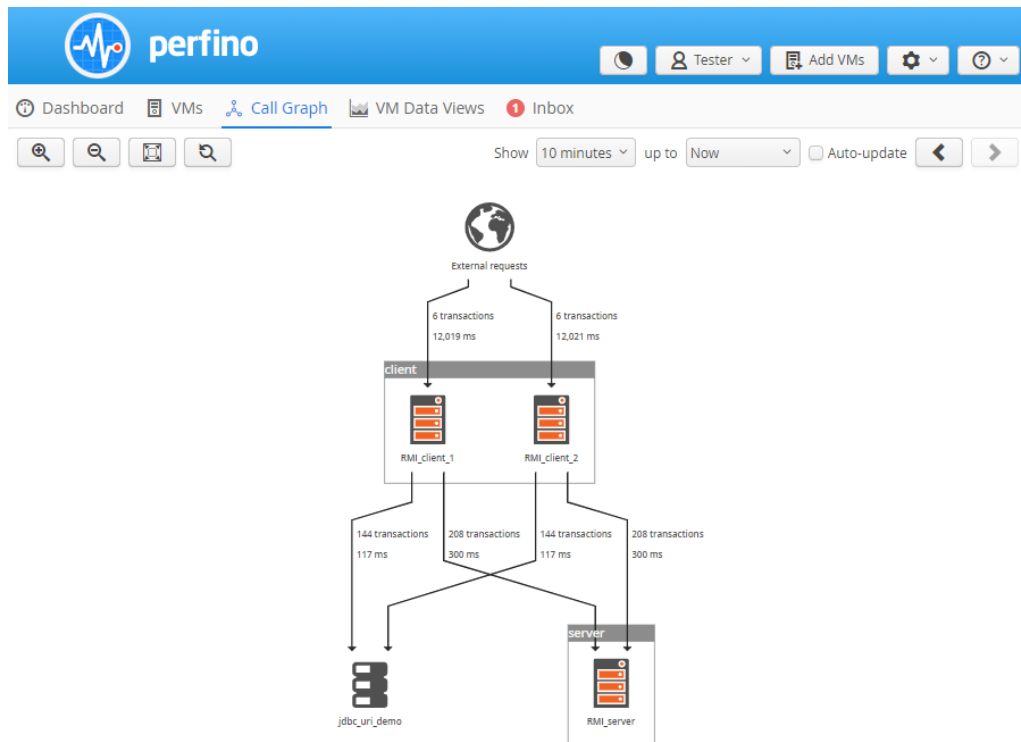 perfino
Tester
Add VMs
Dashboard
VMs
Call Graph
VM Data Views
1
Inbox
Show
10 minutes
up to
Now
Auto-update
External requests
6 transactions
12,019 ms
6 transactions
12,021 ms
client
RMI_client_1
RMI_client_2
144 transactions
117 ms
208 transactions
300 ms
144 transactions
117 ms
208 transactions
300 ms
server
jdbc_uri_demo
RMI_server